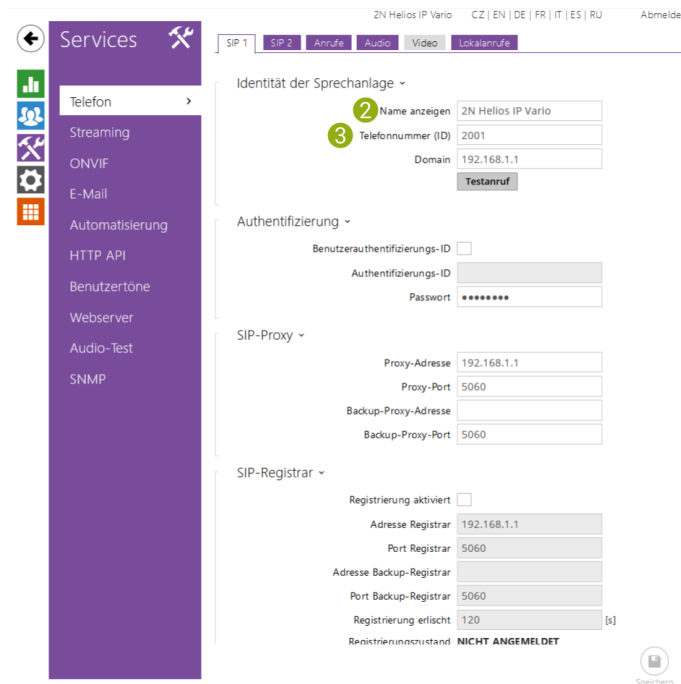 2N Helios IP Vario CZ | EN | DE | FR | IT | ES | RU Abmelde
Services
SIP 1 SIP 2 Anrufe Audio Video Lokalanrufe
Telefon
Streaming
ONVIF
E-Mail
Automatisierung
HTTP API
Benutzertöne
Webserver
Audio-Test
SNMP
Identität der Sprechanlage
2 Name anzeigen 2N Helios IP Vario
3 Telefonnummer (ID) 2001
Domain 192.168.1.1
Testanruf
Authentifizierung
Benutzerauthentifizierungs-ID
Authentifizierungs-ID
Passwort ••••••••
SIP-Proxy
Proxy-Adresse 192.168.1.1
Proxy-Port 5060
Backup-Proxy-Adresse
Backup-Proxy-Port 5060
SIP-Registrar
Registrierung aktiviert
Adresse Registrar 192.168.1.1
Port Registrar 5060
Adresse Backup-Registrar
Port Backup-Registrar 5060
Registrierung erlischt 120 [s]
Registrierungszustand NICHT ANGEMELDET
Speichern